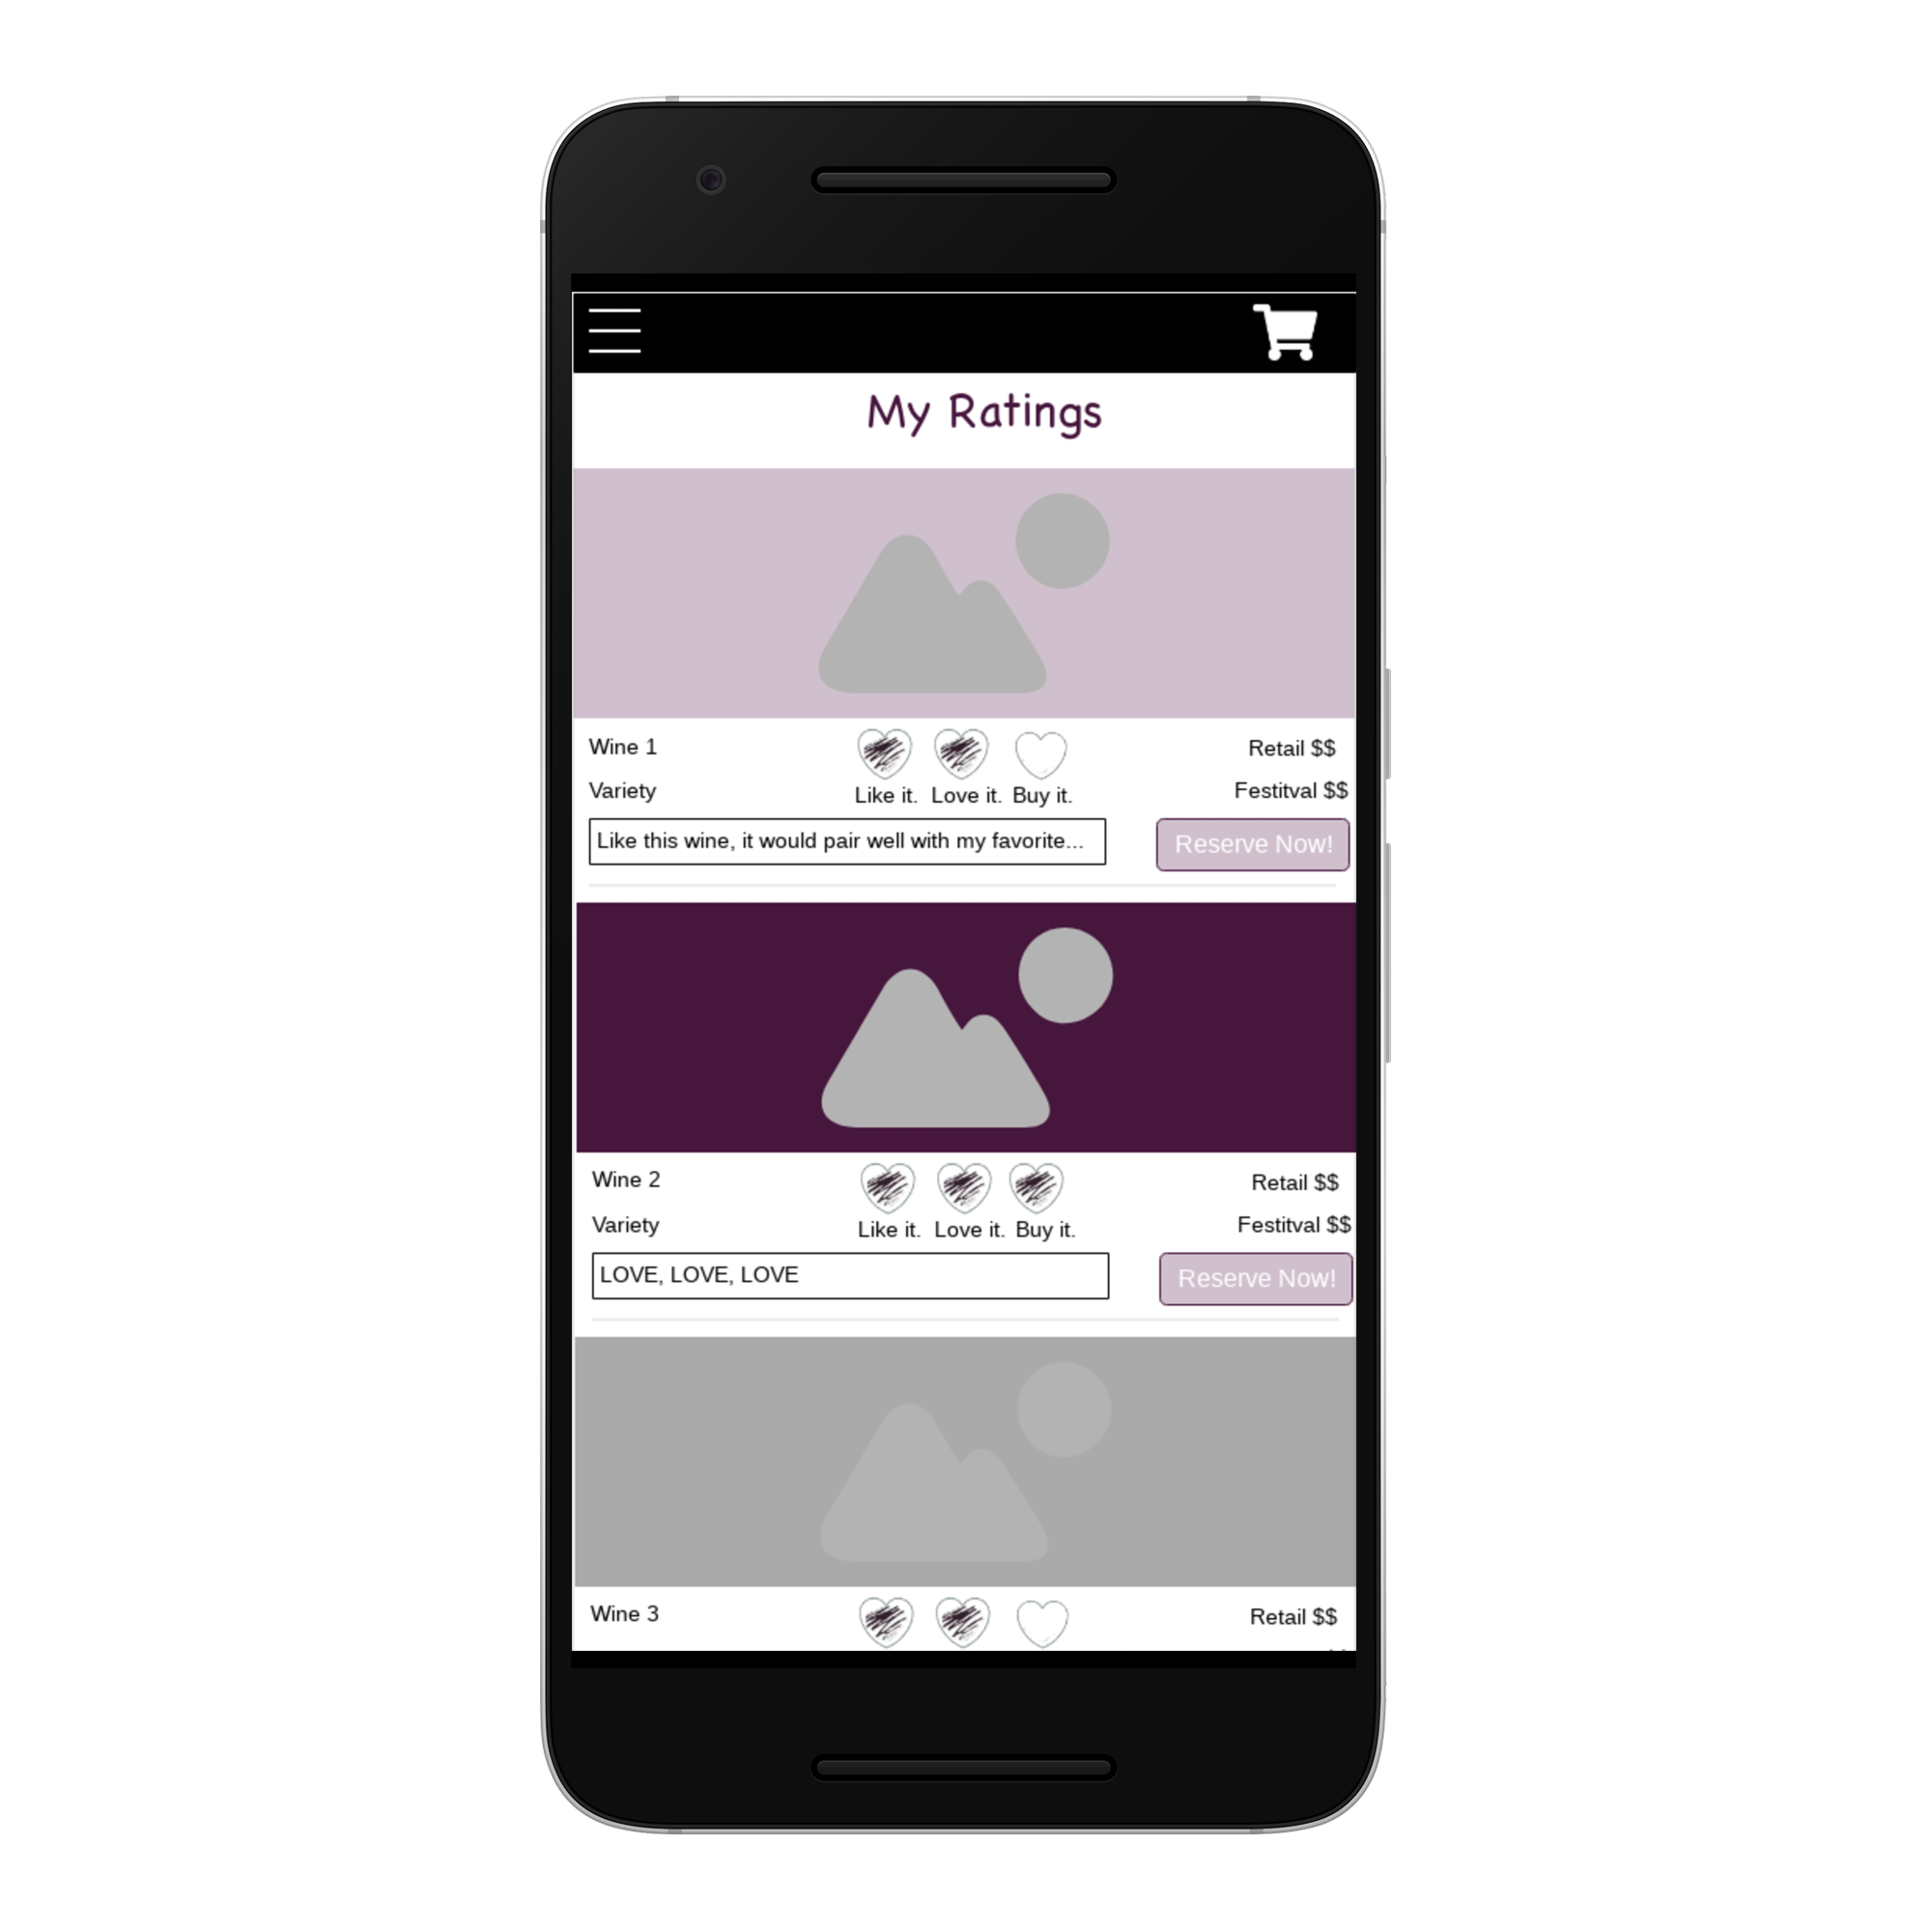 My Ratings
Wine 1
Retail $$
Variety
Like it. Love it. Buy it.
Festitval $$
Like this wine, it would pair well with my favorite...
Reserve Now!
Wine 2
Retail $$
Variety
Like it. Love it. Buy it.
Festitval $$
LOVE, LOVE, LOVE
Reserve Now!
Wine 3
Retail $$